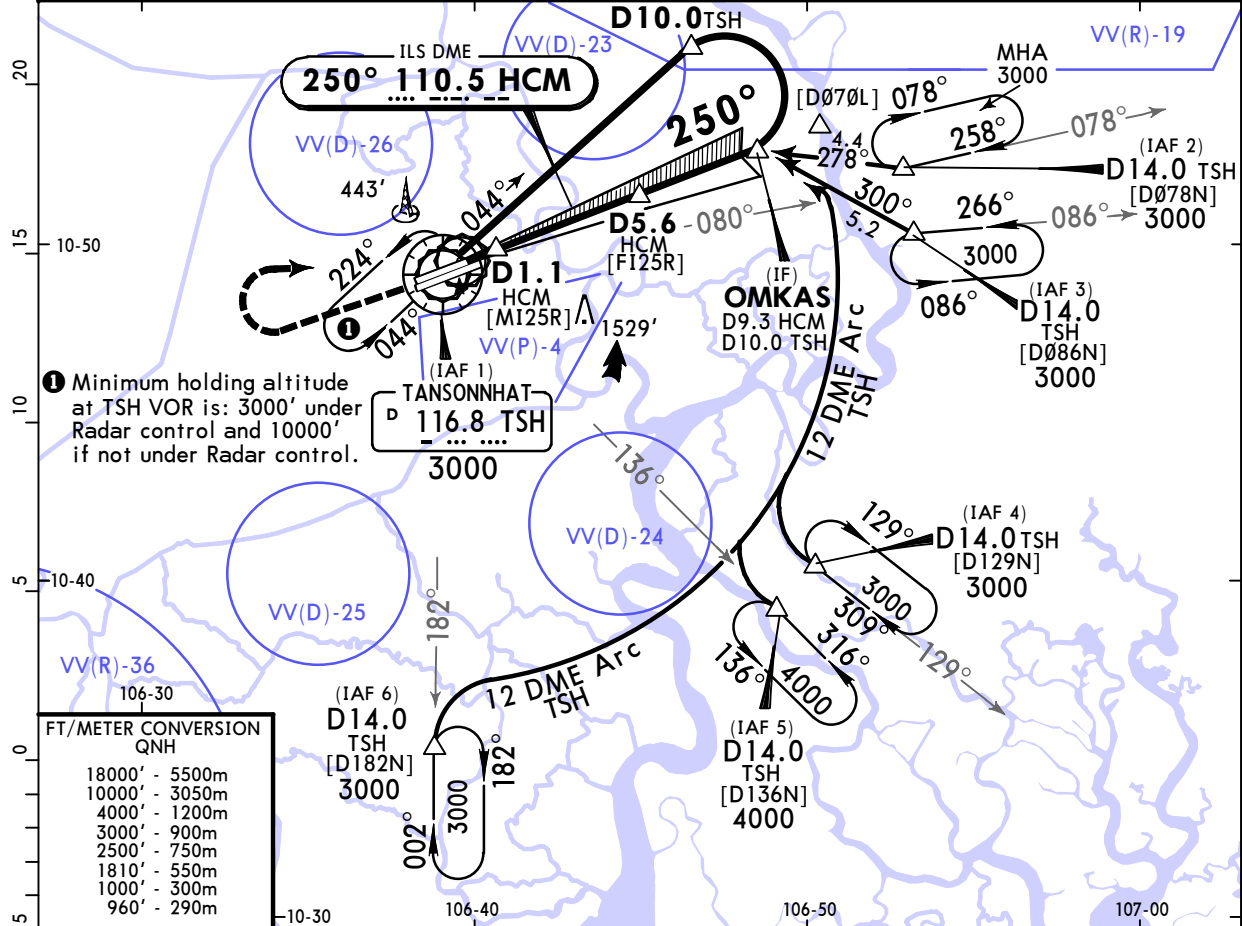 D10.0 TSH
VV(D)-23
VV(R)-19
ILS DME
250° 110.5 HCM
MHA
3000
20
[DØ7ØL]
078°
258°
078°
250°
VV(D)-26
4.4
278°
(IAF 2)
D14.0 TSH
[DØ78N]
3000
443'
044°
300°
5.2
266°
086°
3000
086°
D5.6
HCM
[FI25R]
080°
15
10-50
224°
044°
D1.1
HCM
[MI25R]
(IF)
OMKAS
D9.3 HCM
D10.0 TSH
(IAF 3)
D14.0
TSH
[DØ86N]
3000
1529'
VV(P)-4
1
(IAF 1)
TANSONNHAT
D 116.8 TSH
3000
1 Minimum holding altitude
at TSH VOR is: 3000' under
Radar control and 10000'
if not under Radar control.
12 DME Arc
TSH
10
136°
VV(D)-24
129°
(IAF 4)
D14.0 TSH
[D129N]
3000
3000
309°
129°
5
10-40
VV(D)-25
182°
316°
136°
4000
(IAF 5)
D14.0
TSH
[D136N]
4000
VV(R)-36
106-30
12 DME Arc
TSH
(IAF 6)
D14.0
TSH
[D182N]
3000
182°
3000
002°
0
FT/METER CONVERSION
QNH
18000' - 5500m
10000' - 3050m
4000' - 1200m
3000' - 900m
2500' - 750m
1810' - 550m
1000' - 300m
960' - 290m
5
10-30
106-40
106-50
107-00